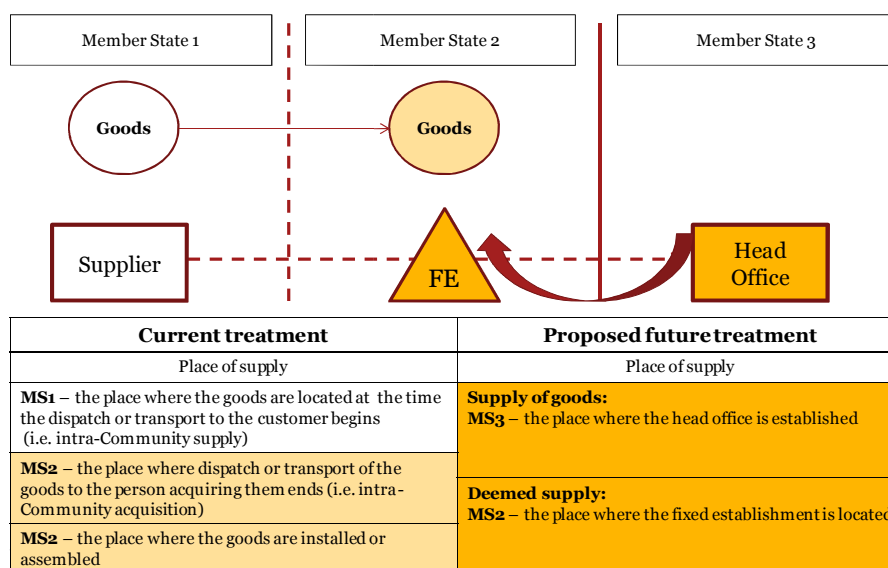 Member State 1
Member State 2
Member State 3
Goods
Goods
Supplier
FE
Head
Office
Current treatment
Proposed future treatment
Place of supply
Place of supply
MS1 – the place where the goods are located at the time
the dispatch or transport to the customer begins
(i.e. intra-Community supply)
Supply of goods:
MS3 – the place where the head office is established
MS2 – the place where dispatch or transport of the
goods to the person acquiring them ends (i.e. intra-
Community acquisition)
Deemed supply:
MS2 – the place where the fixed establishment is located
MS2 – the place where the goods are installed or
assembled